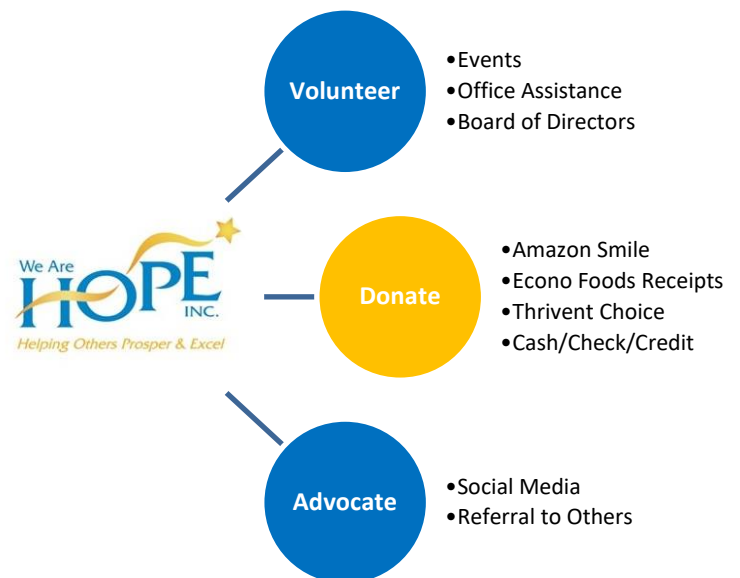 We Are
HOPE
INC.
Helping Others Prosper & Excel
Volunteer
•Events
•Office Assistance
•Board of Directors
Donate
•Amazon Smile
•Econo Foods Receipts
•Thrivent Choice
•Cash/Check/Credit
Advocate
•Social Media
•Referral to Others